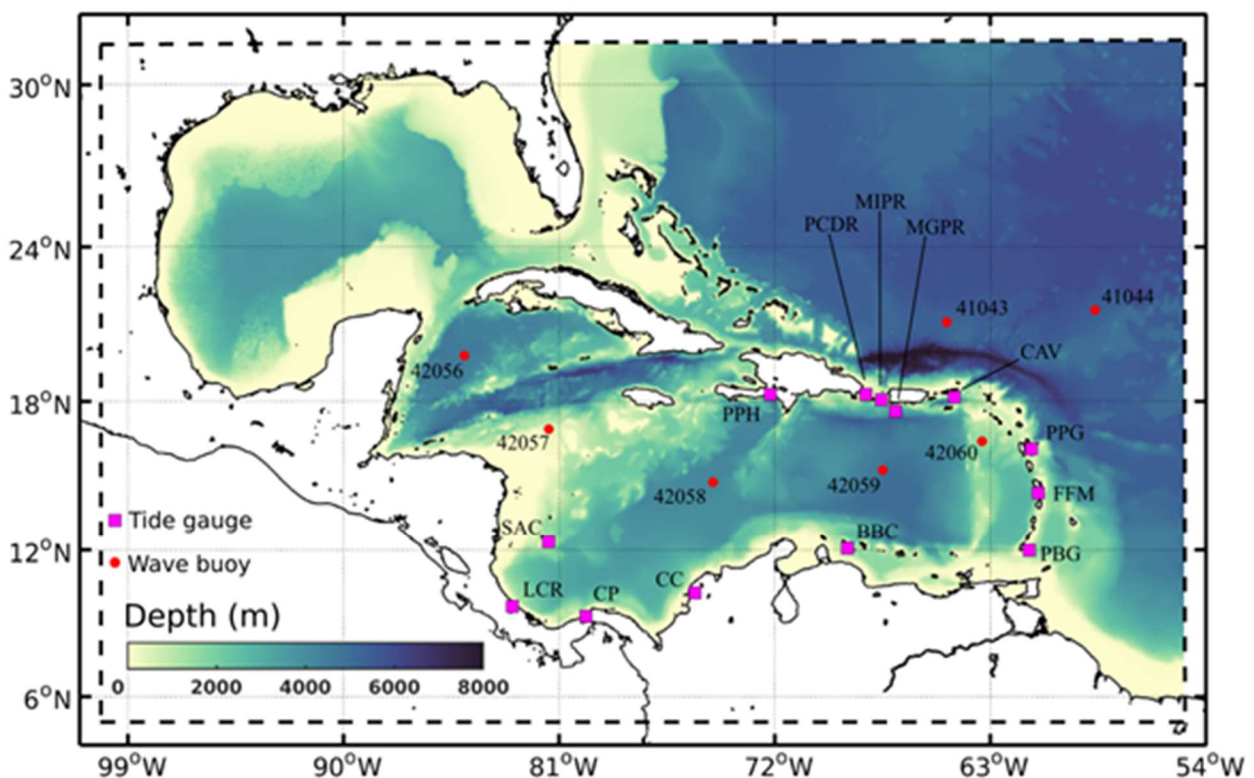 30°N
24°N
18°N
12°N
6°N
MIPR
PCDR
MGPR
41043
41044
CAV
42056
PPH
PPG
42057
42060
42059
42058
FFM
SAC
BBC
PBG
CC
LCR
CP
Tide gauge
Wave buoy
Depth (m)
0 2000 4000 6000 8000
99°W 90°W 81°W 72°W 63°W 54°W